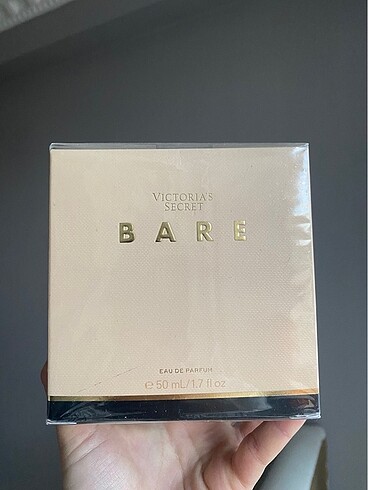 VICTORIA'S
SECRET
BARE
EAU DE PARFUM
℮ 50 mL/1.7 fl oz